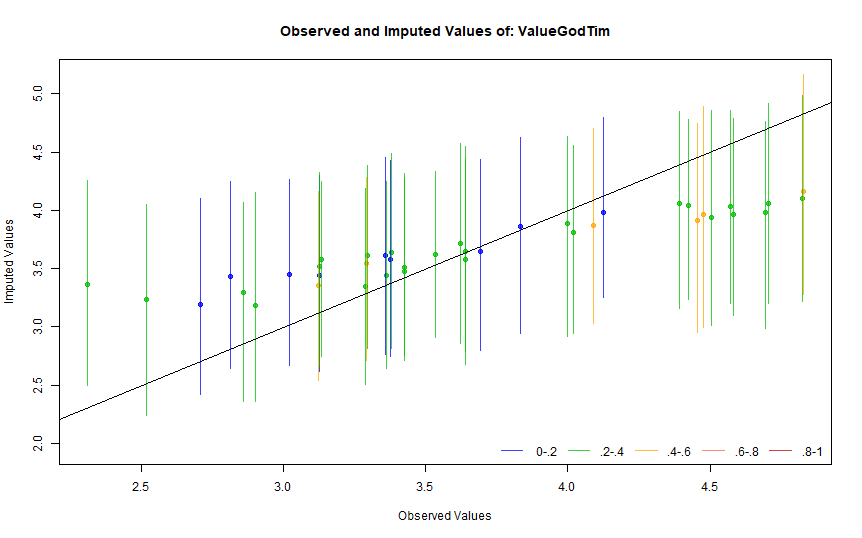 Observed and Imputed Values of: ValueGodTim
Imputed Values
5.0
4.5
4.0
3.5
3.0
2.5
2.0
0-.2 .2-.4 .4-.6 .6-.8 .8-1
2.5 3.0 3.5 4.0 4.5
Observed Values